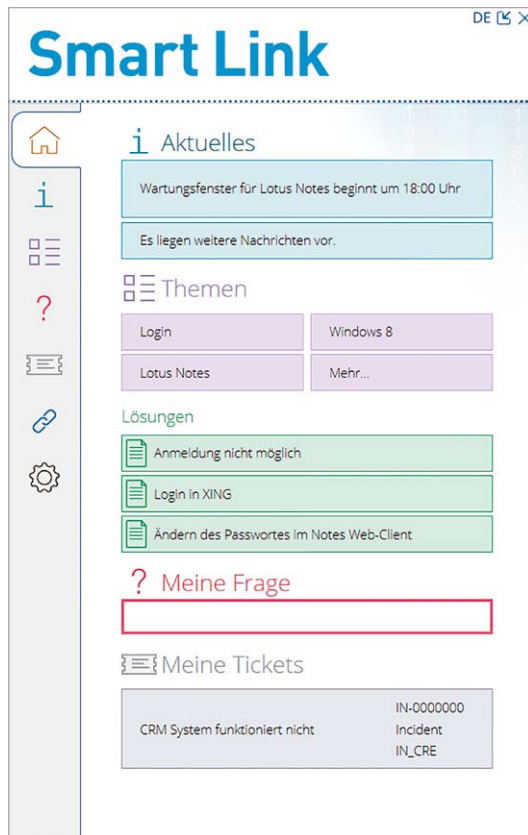 DE
Smart Link
Aktuelles
Wartungsfenster für Lotus Notes beginnt um 18:00 Uhr
Es liegen weitere Nachrichten vor.
Themen
Login
Windows 8
Lotus Notes
Mehr...
Lösungen
Anmeldung nicht möglich
Login in XING
Ändern des Passwortes im Notes Web-Client
? Meine Frage
Meine Tickets
CRM System funktioniert nicht
IN-0000000
Incident
IN_CRE